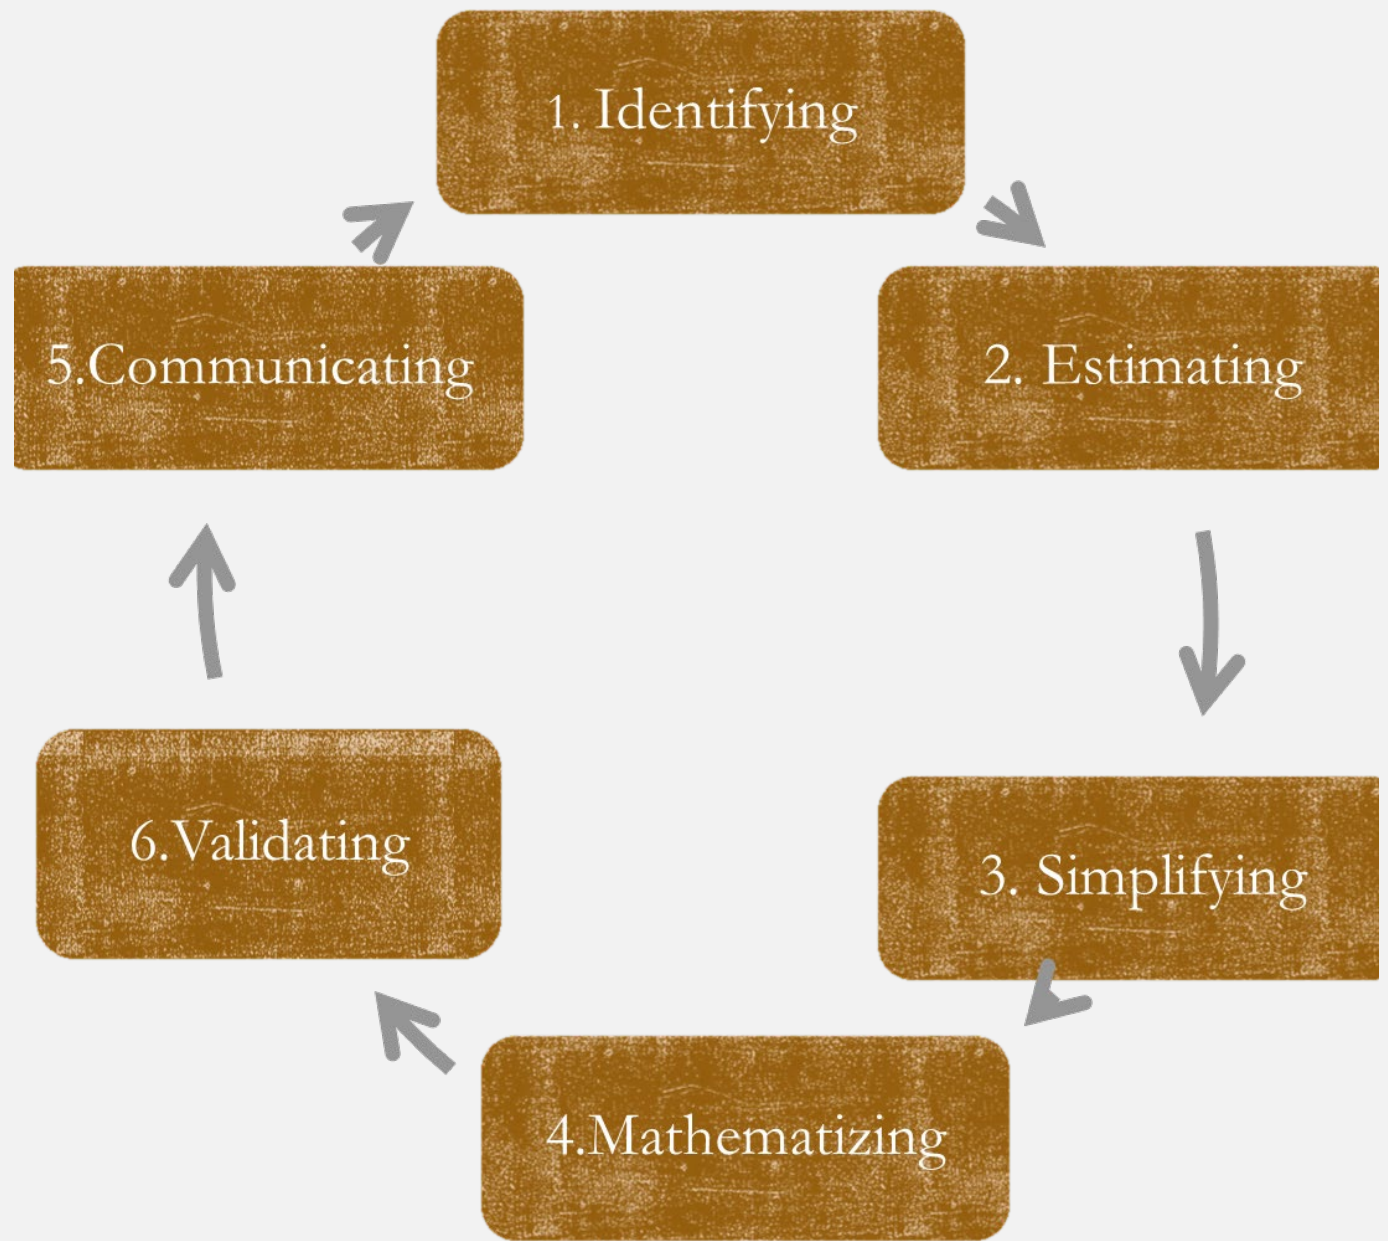 1. Identifying
2. Estimating
3. Simplifying
4.Mathematizing
6.Validating
5.Communicating